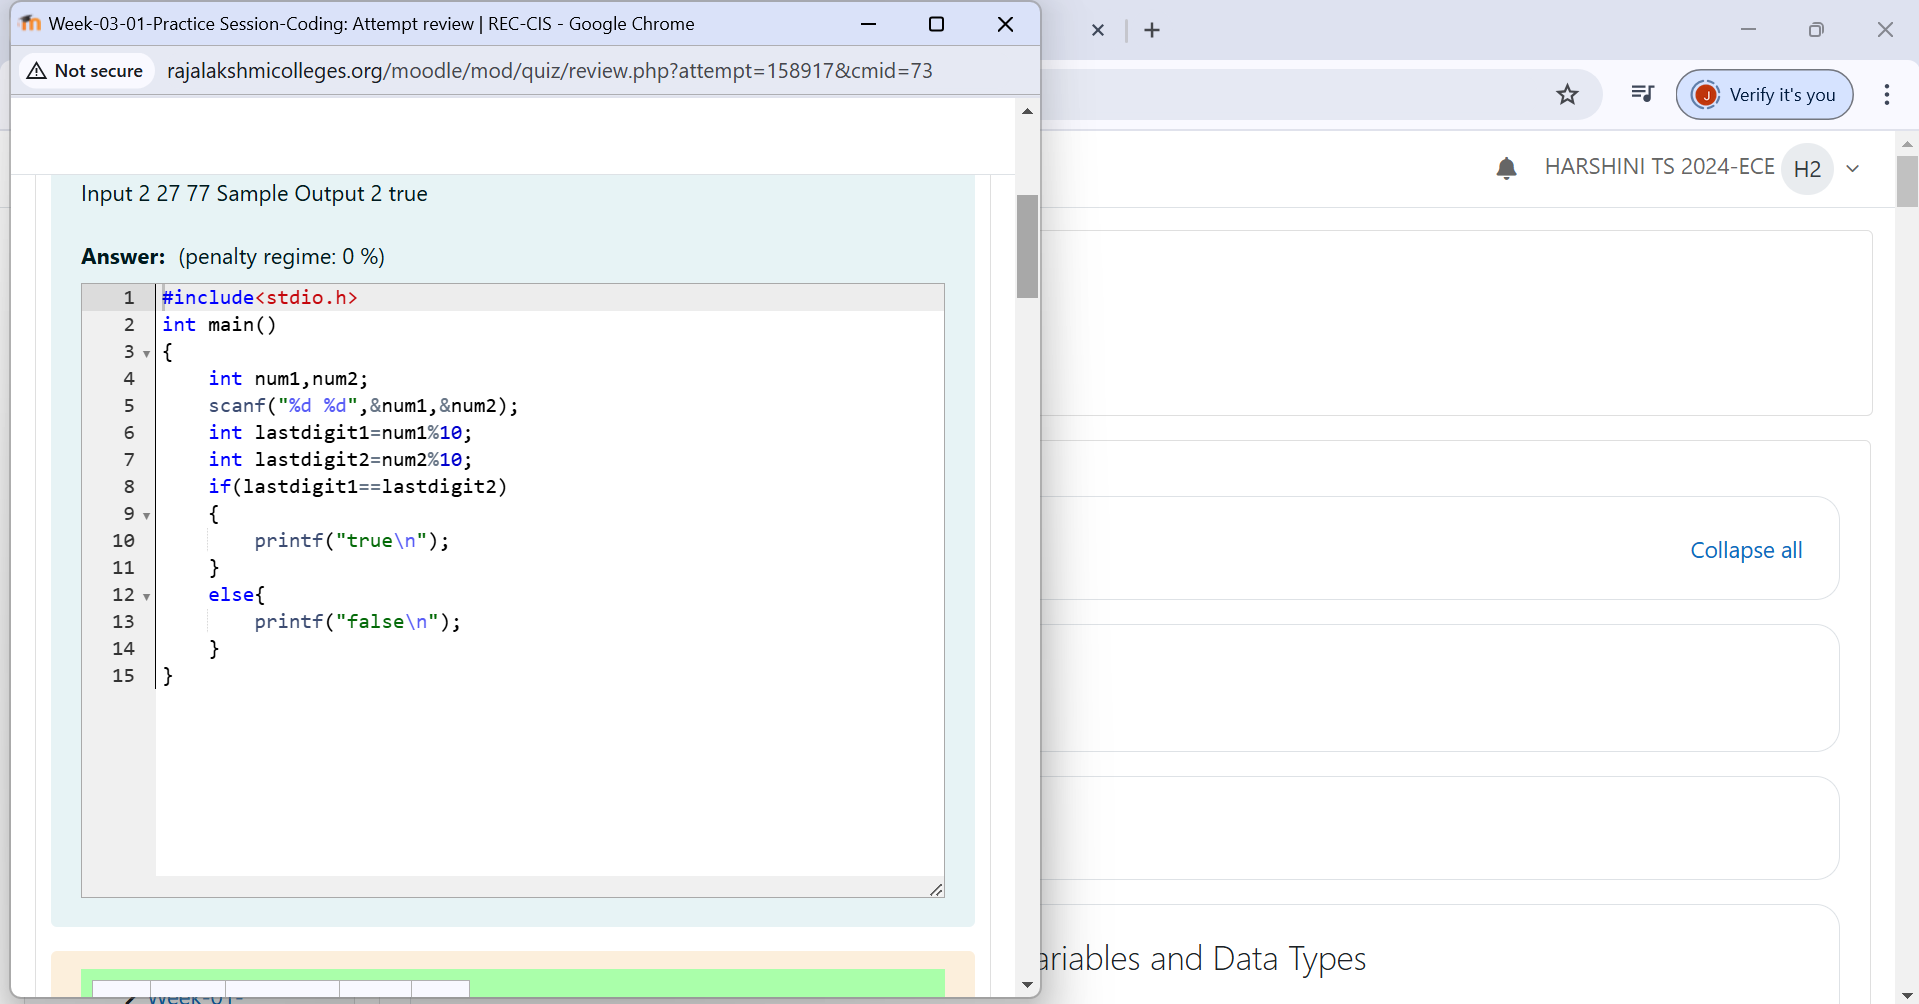 Week-03-01-Practice Session-Coding: Attempt review | REC-CIS - Google Chrome
Not secure rajalakshmicolleges.org/moodle/mod/quiz/review.php?attempt=158917&cmid=73
J Verify it's you
HARSHINI TS 2024-ECE H2
Input 2 27 77 Sample Output 2 true
Answer: (penalty regime: 0 %)
1 #include<stdio.h>
2 int main()
3 {
4 int num1,num2;
5 scanf("%d %d",&num1,&num2);
6 int lastdigit1=num1%10;
7 int lastdigit2=num2%10;
8 if(lastdigit1==lastdigit2)
9 {
10 printf("true\n");
11 }
12 else{
13 printf("false\n");
14 }
15 }
Collapse all
ariables and Data Types
Week-01-